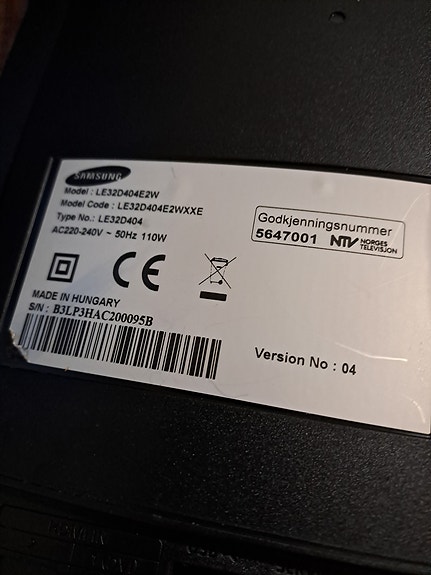 SAMSUNG
Model : LE32D404E2W
Model Code : LE32D404E2WXXE
Type No.: LE32D404
AC220-240V ~ 50Hz 110W
Godkjenningsnummer
5647001 NTV NORGES TELEVISJON
CE
MADE IN HUNGARY
S/N : B3LP3HAC200095B
Version No : 04